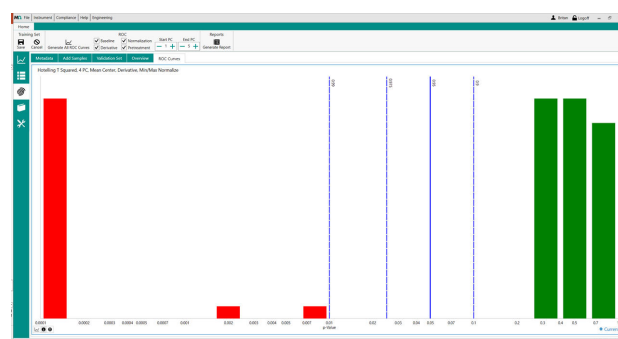 File Instrument Compliance Help Engineering
Logoff
Home
Training Set ROC Reports
Baseline Normalization Start PC End PC
Save Cancel Generate All ROC Curves Derivative Pretreatment 1 1 Generate Report
Metadata Add Samples Validation Set Overview ROC Curves
Hotelling T Squared, 4 PC, Mean Center, Derivative, Min/Max Normalize
0.0001 0.0002 0.0003 0.0004 0.0005 0.0007 0.001 0.002 0.003 0.004 0.005 0.007 0.01 0.02 0.03 0.04 0.05 0.07 0.1 0.2 0.3 0.4 0.5 0.7
p-Value
Curren